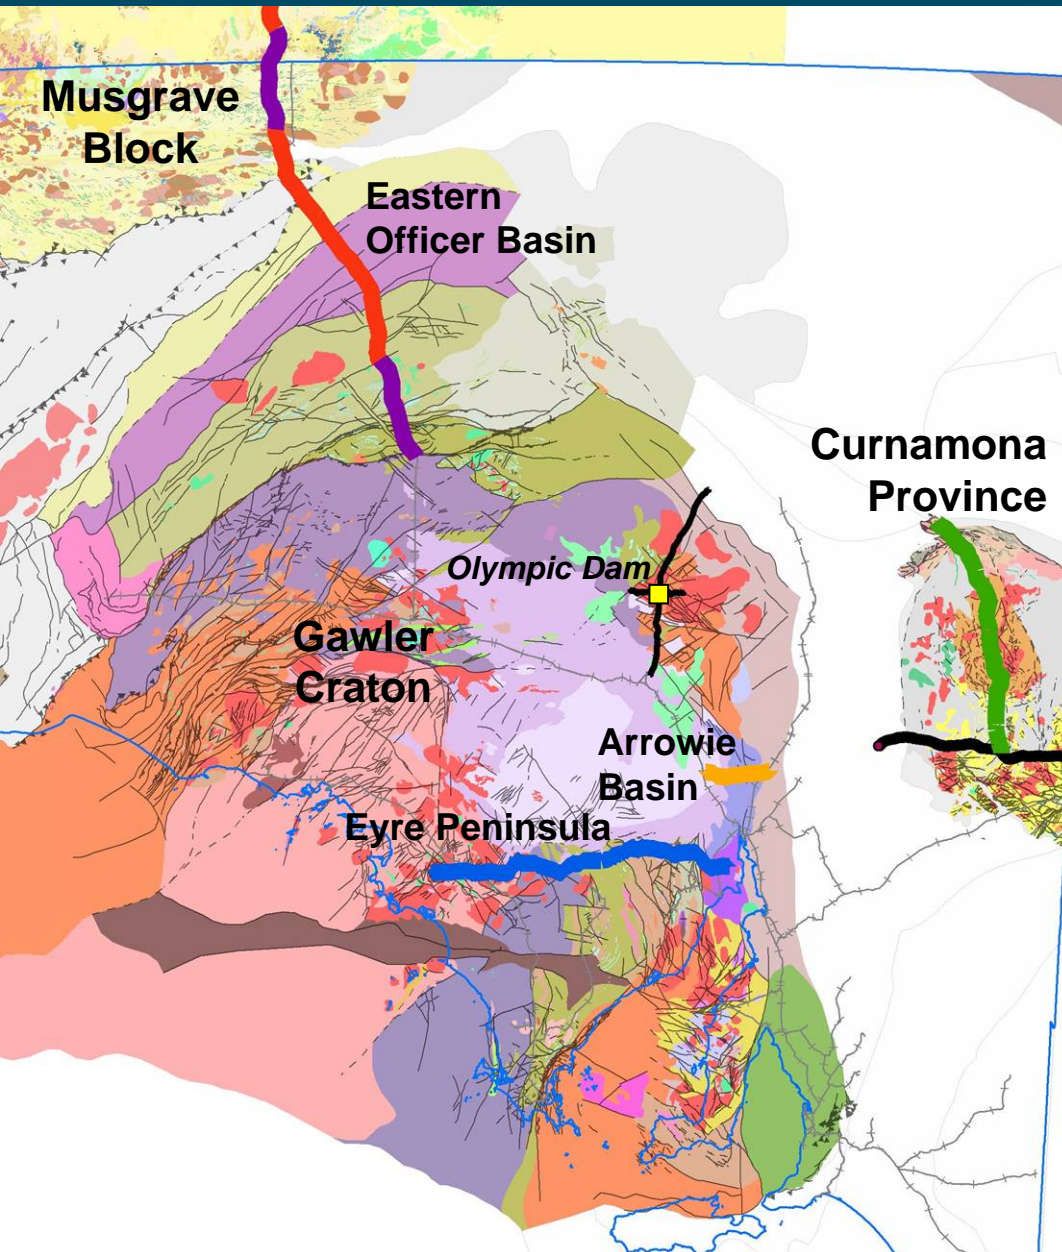 Musgrave
Block
Eastern
Officer Basin
Curnamona
Province
Olympic Dam
Gawler
Craton
Arrowie
Basin
Eyre Peninsula